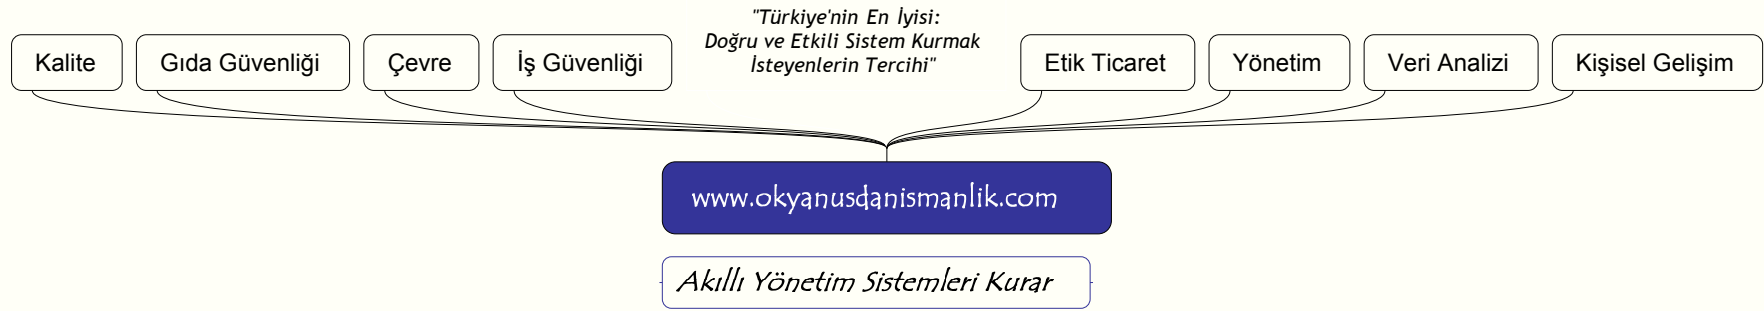 "Türkiye'nin En İyisi:
Doğru ve Etkili Sistem Kurmak
İsteyenlerin Tercihi"
Kalite
Gıda Güvenliği
Çevre
İş Güvenliği
Etik Ticaret
Yönetim
Veri Analizi
Kişisel Gelişim
www.okyanusdanismanlik.com
Akıllı Yönetim Sistemleri Kurar